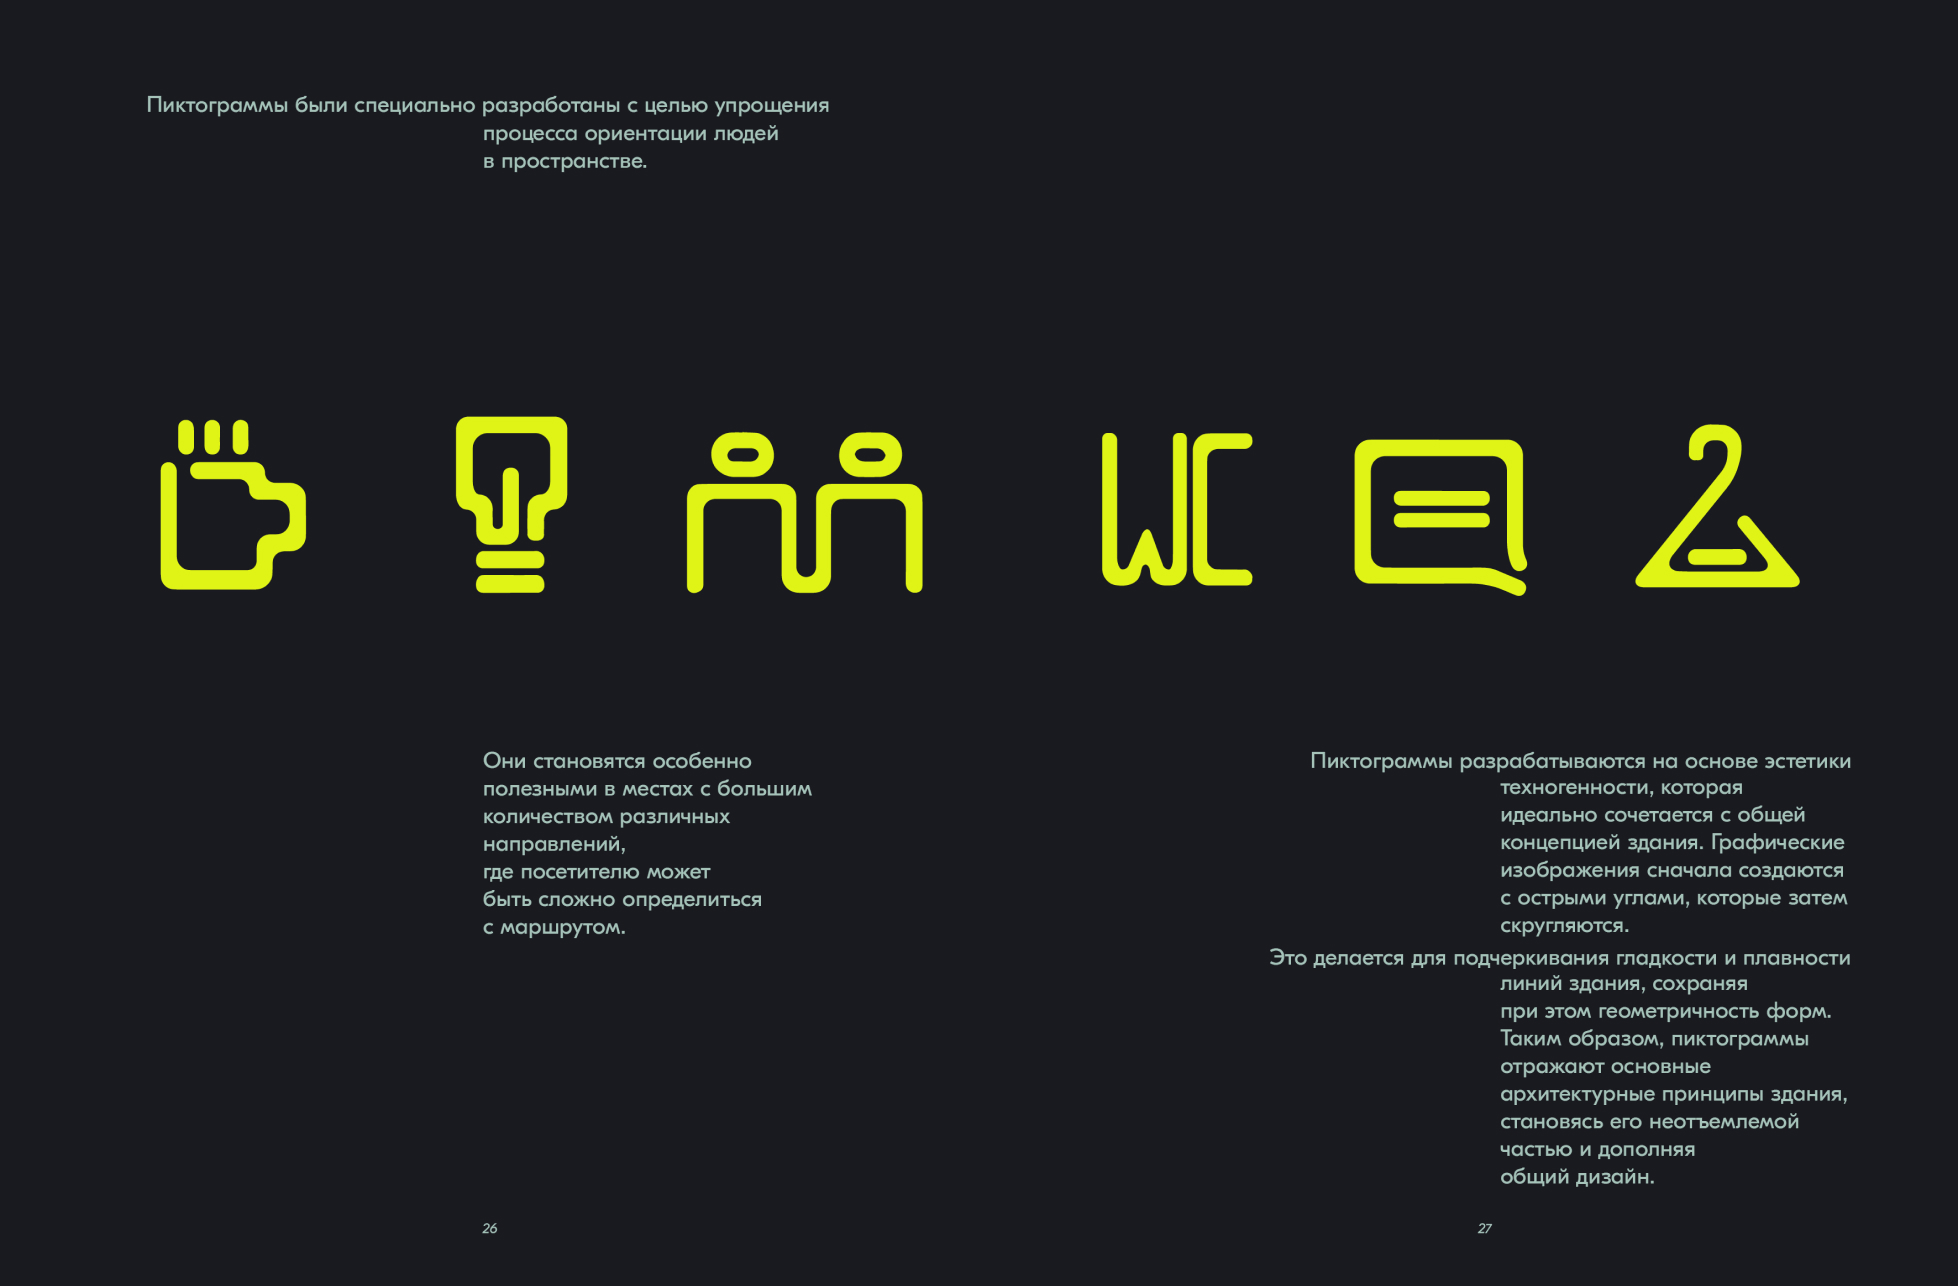 Пиктограммы были специально разработаны с целью упрощения
процесса ориентации людей
в пространстве.
WC
Они становятся особенно
полезными в местах с большим
количеством различных
направлений,
где посетителю может
быть сложно определиться
с маршрутом.
Пиктограммы разрабатываются на основе эстетики
техногенности, которая
идеально сочетается с общей
концепцией здания. Графические
изображения сначала создаются
с острыми углами, которые затем
скругляются.
Это делается для подчеркивания гладкости и плавности
линий здания, сохраняя
при этом геометричность форм.
Таким образом, пиктограммы
отражают основные
архитектурные принципы здания,
становясь его неотъемлемой
частью и дополняя
общий дизайн.
26
27